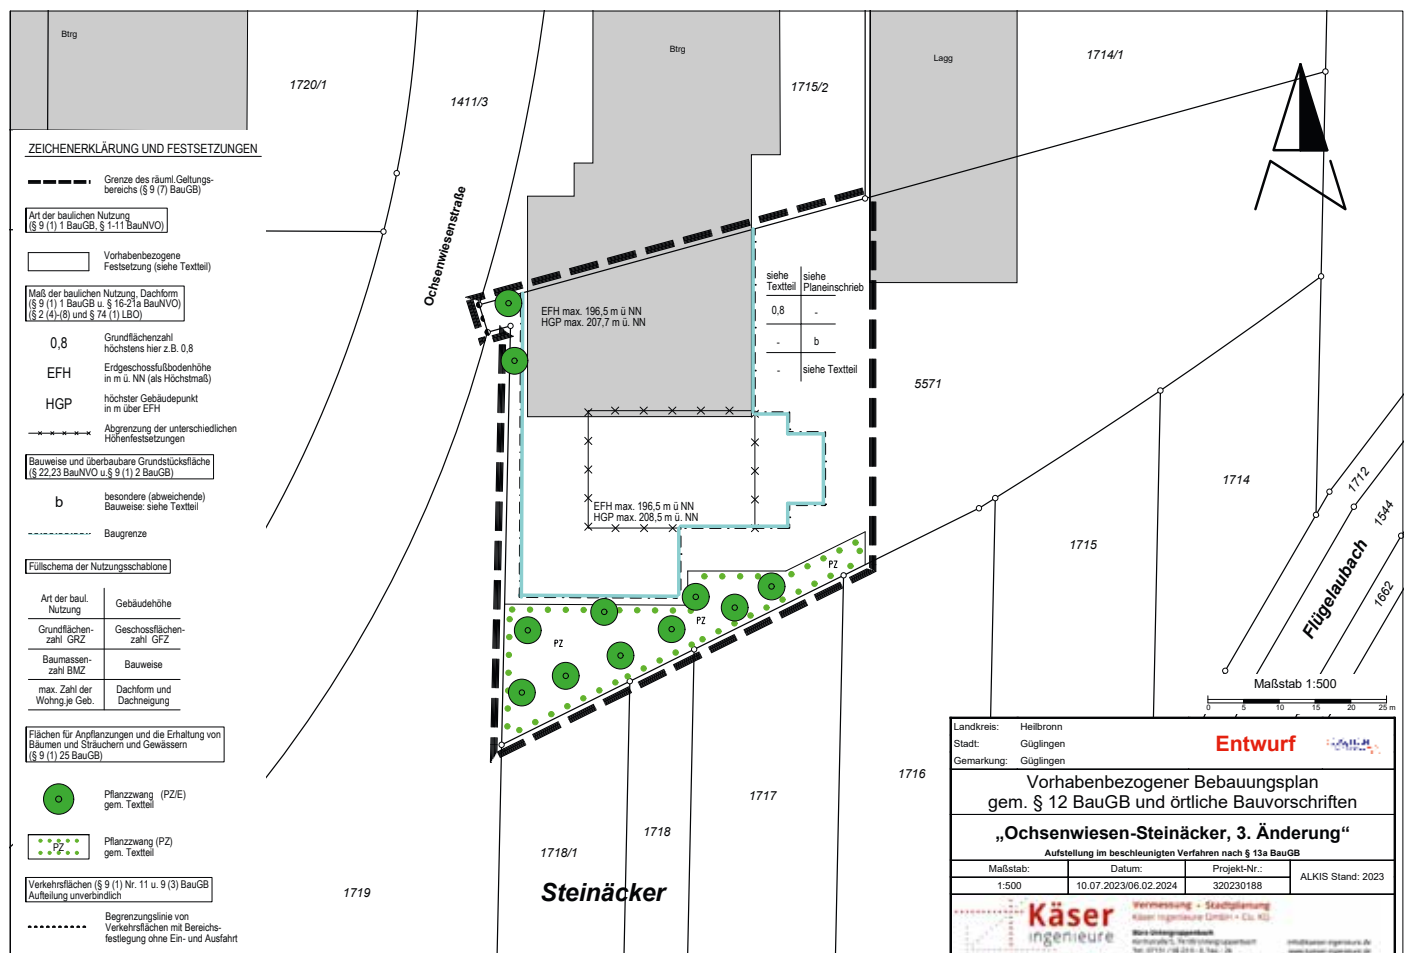 Btrg
Btrg
Lagg
1720/1
1411/3
1715/2
1714/1
Ochsenwiesenstraße
ZEICHENERKLÄRUNG UND FESTSETZUNGEN
Grenze des räuml.Geltungs-
bereichs (§ 9 (7) BauGB)
Art der baulichen Nutzung
(§ 9 (1) 1 BauGB, § 1-11 BauNVO)
Vorhabenbezogene
Festsetzung (siehe Textteil)
Maß der baulichen Nutzung, Dachform
(§ 9 (1) 1 BauGB u. § 16-21a BauNVO)
(§ 2 (4)-(8) und § 74 (1) LBO)
0,8
Grundflächenzahl
höchstens hier z.B. 0,8
EFH
Erdgeschossfußbodenhöhe
in m ü. NN (als Höchstmaß)
HGP
höchster Gebäudepunkt
in m über EFH
Abgrenzung der unterschiedlichen
Höhenfestsetzungen
Bauweise und überbaubare Grundstücksfläche
(§ 22,23 BauNVO u.§ 9 (1) 2 BauGB)
b
besondere (abweichende)
Bauweise: siehe Textteil
Baugrenze
Füllschema der Nutzungsschablone
Art der baul.
Nutzung
Gebäudehöhe
Grundflächen-
zahl GRZ
Geschossflächen-
zahl GFZ
Baumassen-
zahl BMZ
Bauweise
max. Zahl der
Wohng.je Geb.
Dachform und
Dachneigung
Flächen für Anpflanzungen und die Erhaltung von
Bäumen und Sträuchern und Gewässern
(§ 9 (1) 25 BauGB)
Pflanzzwang (PZ/E)
gem. Textteil
PZ
Pflanzzwang (PZ)
gem. Textteil
Verkehrsflächen (§ 9 (1) Nr. 11 u. 9 (3) BauGB
Aufteilung unverbindlich
Begrenzungslinie von
Verkehrsflächen mit Bereichs-
festlegung ohne Ein- und Ausfahrt
EFH max. 196,5 m ü NN
HGP max. 207,7 m ü. NN
siehe
Textteil
siehe
Planeinschrieb
0,8
-
-
b
-
siehe Textteil
EFH max. 196,5 m ü NN
HGP max. 208,5 m ü. NN
PZ
PZ
PZ
5571
1714
1715
1712
1544
1662
Flügelaubach
1716
1717
1718
1718/1
1719
Steinäcker
Maßstab 1:500
0 5 10 15 20 25 m
Landkreis: Heilbronn
Stadt: Güglingen
Gemarkung: Güglingen
Entwurf
Vorhabenbezogener Bebauungsplan
gem. § 12 BauGB und örtliche Bauvorschriften
„Ochsenwiesen-Steinäcker, 3. Änderung“
Aufstellung im beschleunigten Verfahren nach § 13a BauGB
Maßstab: Datum: Projekt-Nr.:
ALKIS Stand: 2023
1:500 10.07.2023/06.02.2024 320230188
Käser
ingenieure
Vermessung + Stadtplanung
Käser Ingenieure GmbH + Co. KG
Büro Untergruppenbach